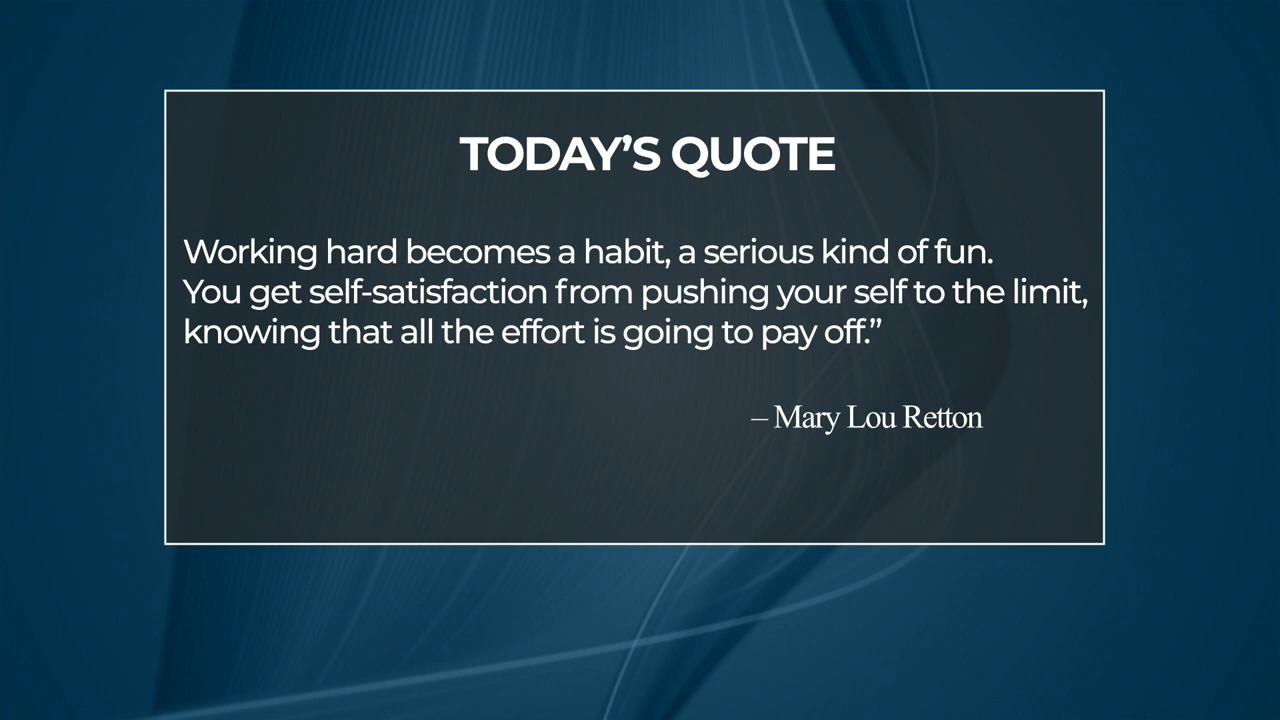 TODAY’S QUOTE
Working hard becomes a habit, a serious kind of fun.
You get self-satisfaction from pushing your self to the limit,
knowing that all the effort is going to pay off.”
– Mary Lou Retton